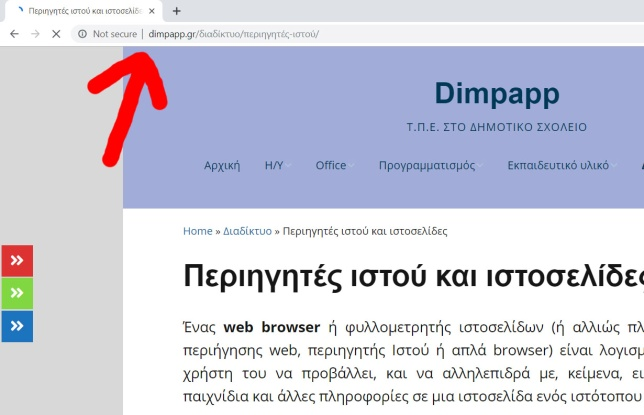 Περιηγητές ιστού και ιστοσελίδε
Not secure | dimpapp.gr/διαδίκτυο/περιηγητές-ιστού/
Dimpapp
Τ.Π.Ε. ΣΤΟ ΔΗΜΟΤΙΚΟ ΣΧΟΛΕΙΟ
Αρχική Η/Υ Office Προγραμματισμός Εκπαιδευτικό υλικό
Home » Διαδίκτυο » Περιηγητές ιστού και ιστοσελίδες
Περιηγητές ιστού και ιστοσελίδες
Ένας web browser ή φυλλομετρητής ιστοσελίδων (ή αλλιώς πλ
περιήγησης web, περιηγητής Ιστού ή απλά browser) είναι λογισμ
χρήστη του να προβάλλει, και να αλληλεπιδρά με, κείμενα, ει
παιχνίδια και άλλες πληροφορίες σε μια ιστοσελίδα ενός ιστότοπου